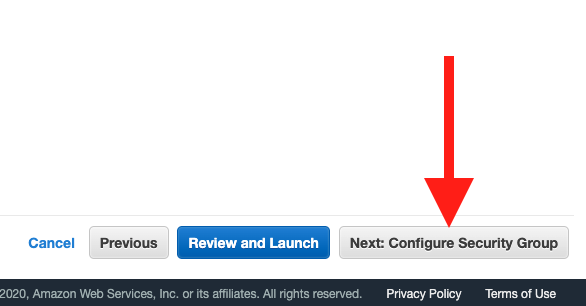 Cancel Previous Review and Launch Next: Configure Security Group
2020, Amazon Web Services, Inc. or its affiliates. All rights reserved. Privacy Policy Terms of Use